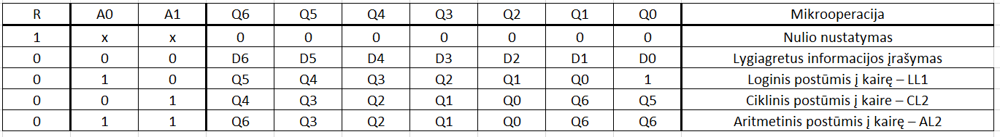 R A0 A1 Q6 Q5 Q4 Q3 Q2 Q1 Q0 Mikrooperacija
1 x x 0 0 0 0 0 0 0 Nulio nustatymas
0 0 0 D6 D5 D4 D3 D2 D1 D0 Lygiagretus informacijos įrašymas
0 1 0 Q5 Q4 Q3 Q2 Q1 Q0 1 Loginis postūmis į kairę – LL1
0 0 1 Q4 Q3 Q2 Q1 Q0 Q6 Q5 Ciklinis postūmis į kaire – CL2
0 1 1 Q6 Q3 Q2 Q1 Q0 Q6 Q6 Aritmetinis postūmis į kairę – AL2